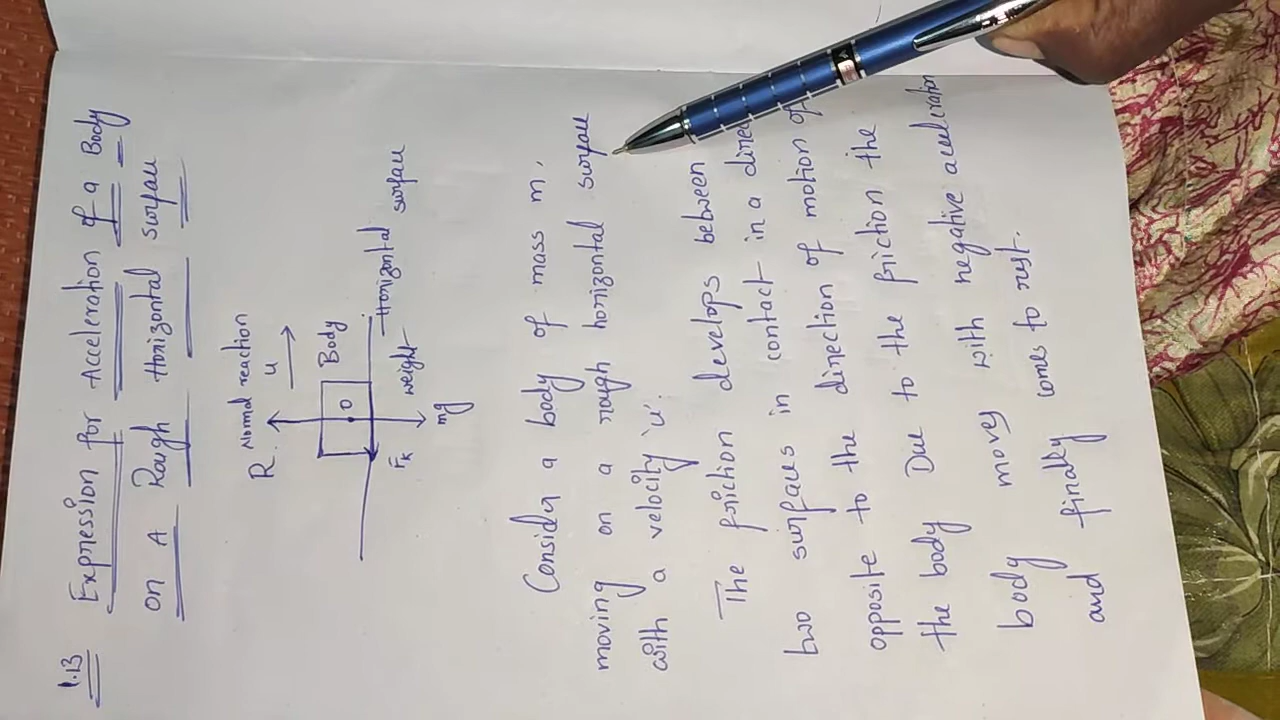 1.13 Expression for Acceleration of a Body
on A Rough Horizontal surface
R Normal reaction
u
Body
O
Horizontal surface
Fk
weight
mg
Consider a body of mass m,
moving on a rough horizontal surface
with a velocity 'u'.
The friction develops between
two surfaces in contact in a direc
opposite to the direction of motion of
the body Due to the friction the
body moves with negative acceleration
and finally comes to rest.